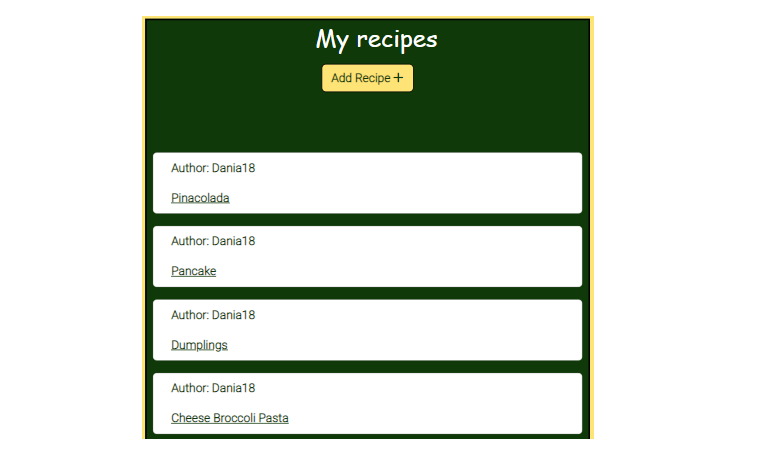 My recipes
Add Recipe +
Author: Dania18
Pinacolada
Author: Dania18
Pancake
Author: Dania18
Dumplings
Author: Dania18
Cheese Broccoli Pasta